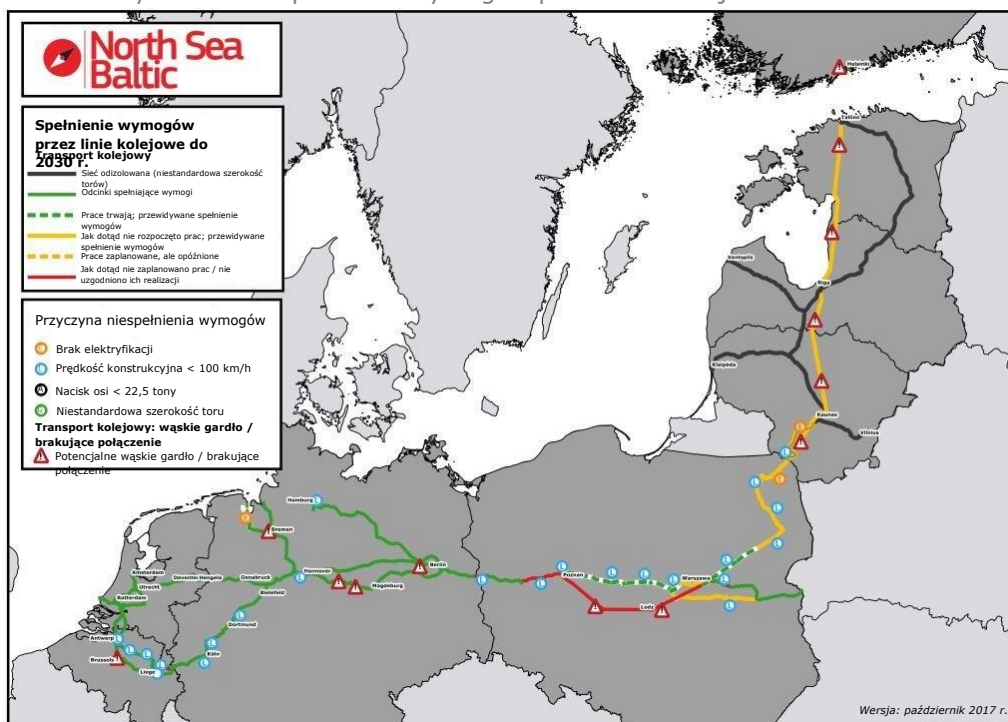 North Sea
Baltic
Spełnienie wymogów
przez linie kolejowe do
2030 r.
Transport kolejowy
Sieć odizolowana (niestandardowa szerokość
torów)
Odcinki spełniające wymogi
Prace trwają; przewidywane spełnienie
wymogów
Jak dotąd nie rozpoczęto prac; przewidywane
spełnienie wymogów
Prace zaplanowane, ale opóźnione
Jak dotąd nie zaplanowano prac / nie
uzgodniono ich realizacji
Przyczyna niespełnienia wymogów
Brak elektryfikacji
Prędkość konstrukcyjna < 100 km/h
Nacisk osi < 22,5 tony
Niestandardowa szerokość toru
Transport kolejowy: wąskie gardło /
brakujące połączenie
Potencjalne wąskie gardło / brakujące
połączenie
Helsinki
Tallinn
Ventspils
Riga
Klaipėda
Kaunas
Vilnius
Hamburg
Bremen
Berlin
Amsterdam
Utrecht
Deventer Hengelo
Osnabruck
Hannover
Magdeburg
Poznan
Warszawa
Rotterdam
Bielefeld
Lodz
Dortmund
Antwerp
Köln
Brussels
Liege
Wersja: październik 2017 r.